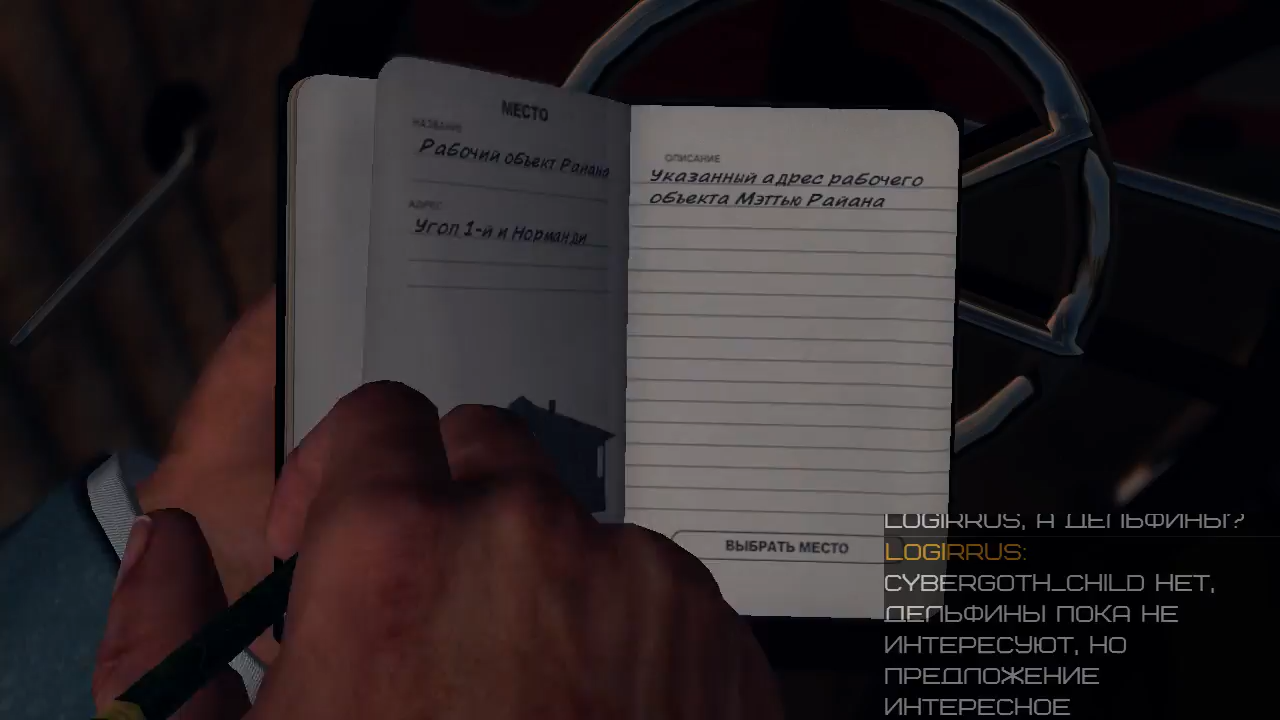 МЕСТО
НАЗВАНИЕ
Рабочий объект Райана
АДРЕС
Угол 1-й и Норманди
ОПИСАНИЕ
Указанный адрес рабочего
объекта Мэттью Райана
ВЫБРАТЬ МЕСТО
LOGIRRUS, А ДЕЛЬФИНЫ?
LOGIRRUS:
CYBERGOTH_CHILD НЕТ,
ДЕЛЬФИНЫ ПОКА НЕ
ИНТЕРЕСУЮТ, НО
ПРЕДЛОЖЕНИЕ
ИНТЕРЕСНОЕ